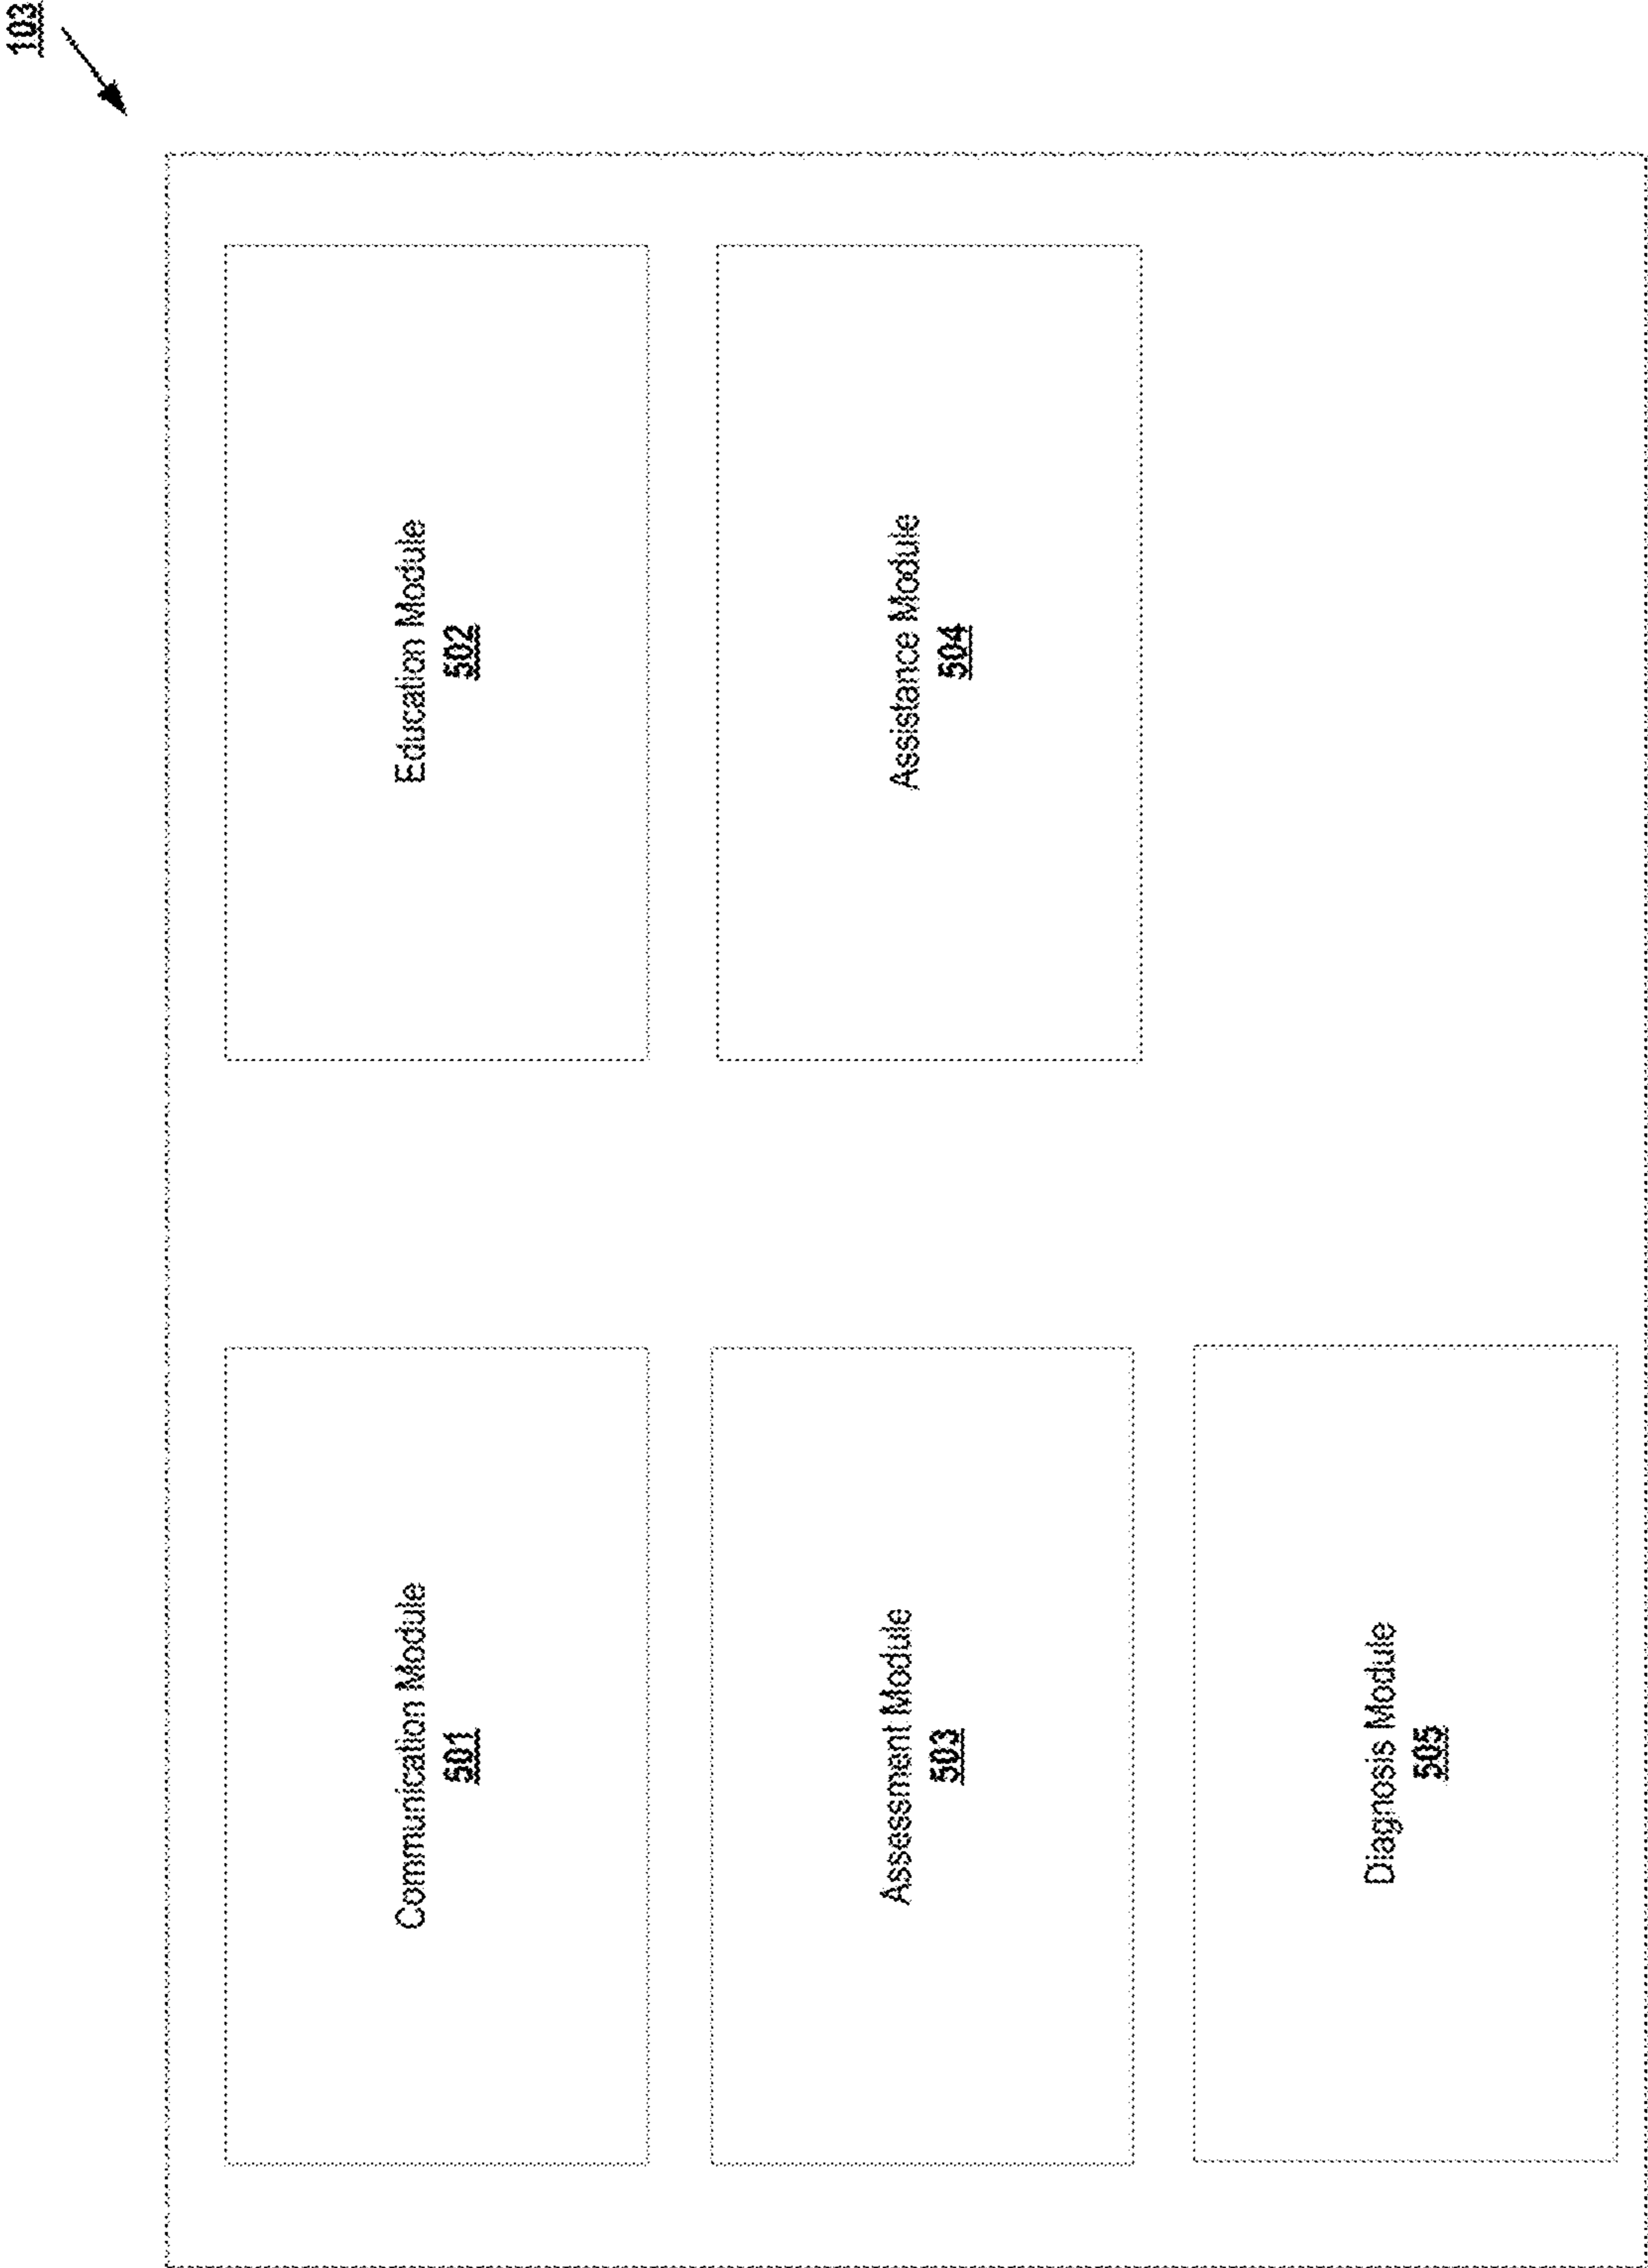 103
Communication Module
501
Education Module
502
Assessment Module
503
Assistance Module
504
Diagnosis Module
505